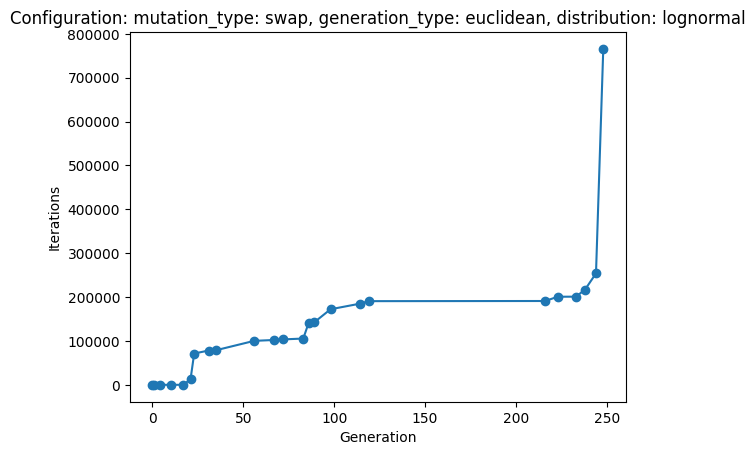 Configuration: mutation_type: swap, generation_type: euclidean, distribution: lognormal
800000
700000
600000
500000
400000
300000
200000
100000
0
Iterations
0 50 100 150 200 250
Generation